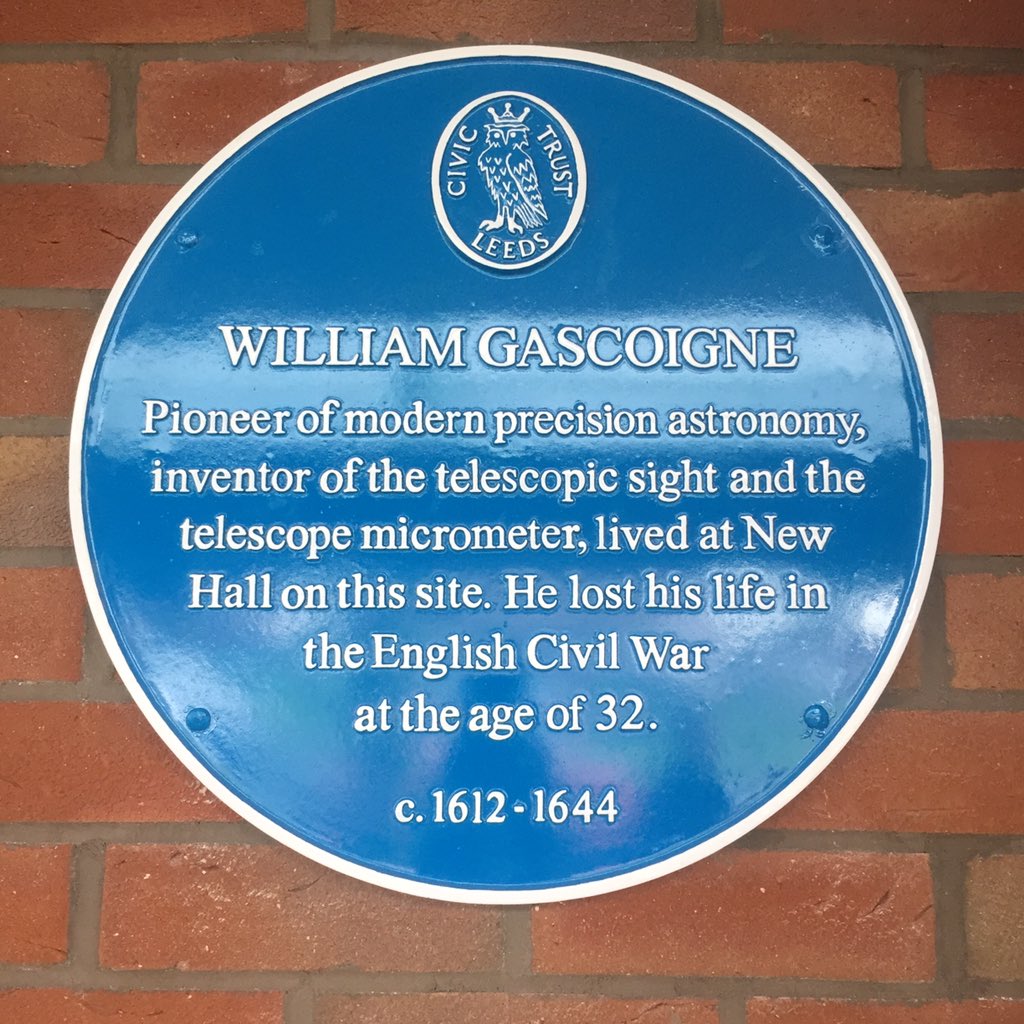 CIVIC TRUST
LEEDS
WILLIAM GASCOIGNE
Pioneer of modern precision astronomy,
inventor of the telescopic sight and the
telescope micrometer, lived at New
Hall on this site. He lost his life in
the English Civil War
at the age of 32.
c. 1612-1644